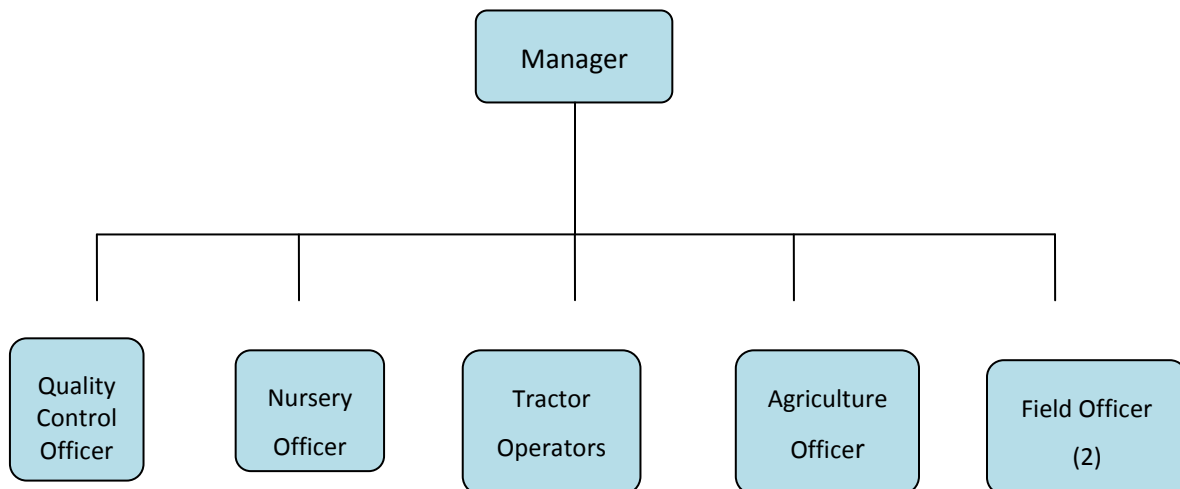 Manager
Quality
Control
Officer
Nursery
Officer
Tractor
Operators
Agriculture
Officer
Field Officer
(2)